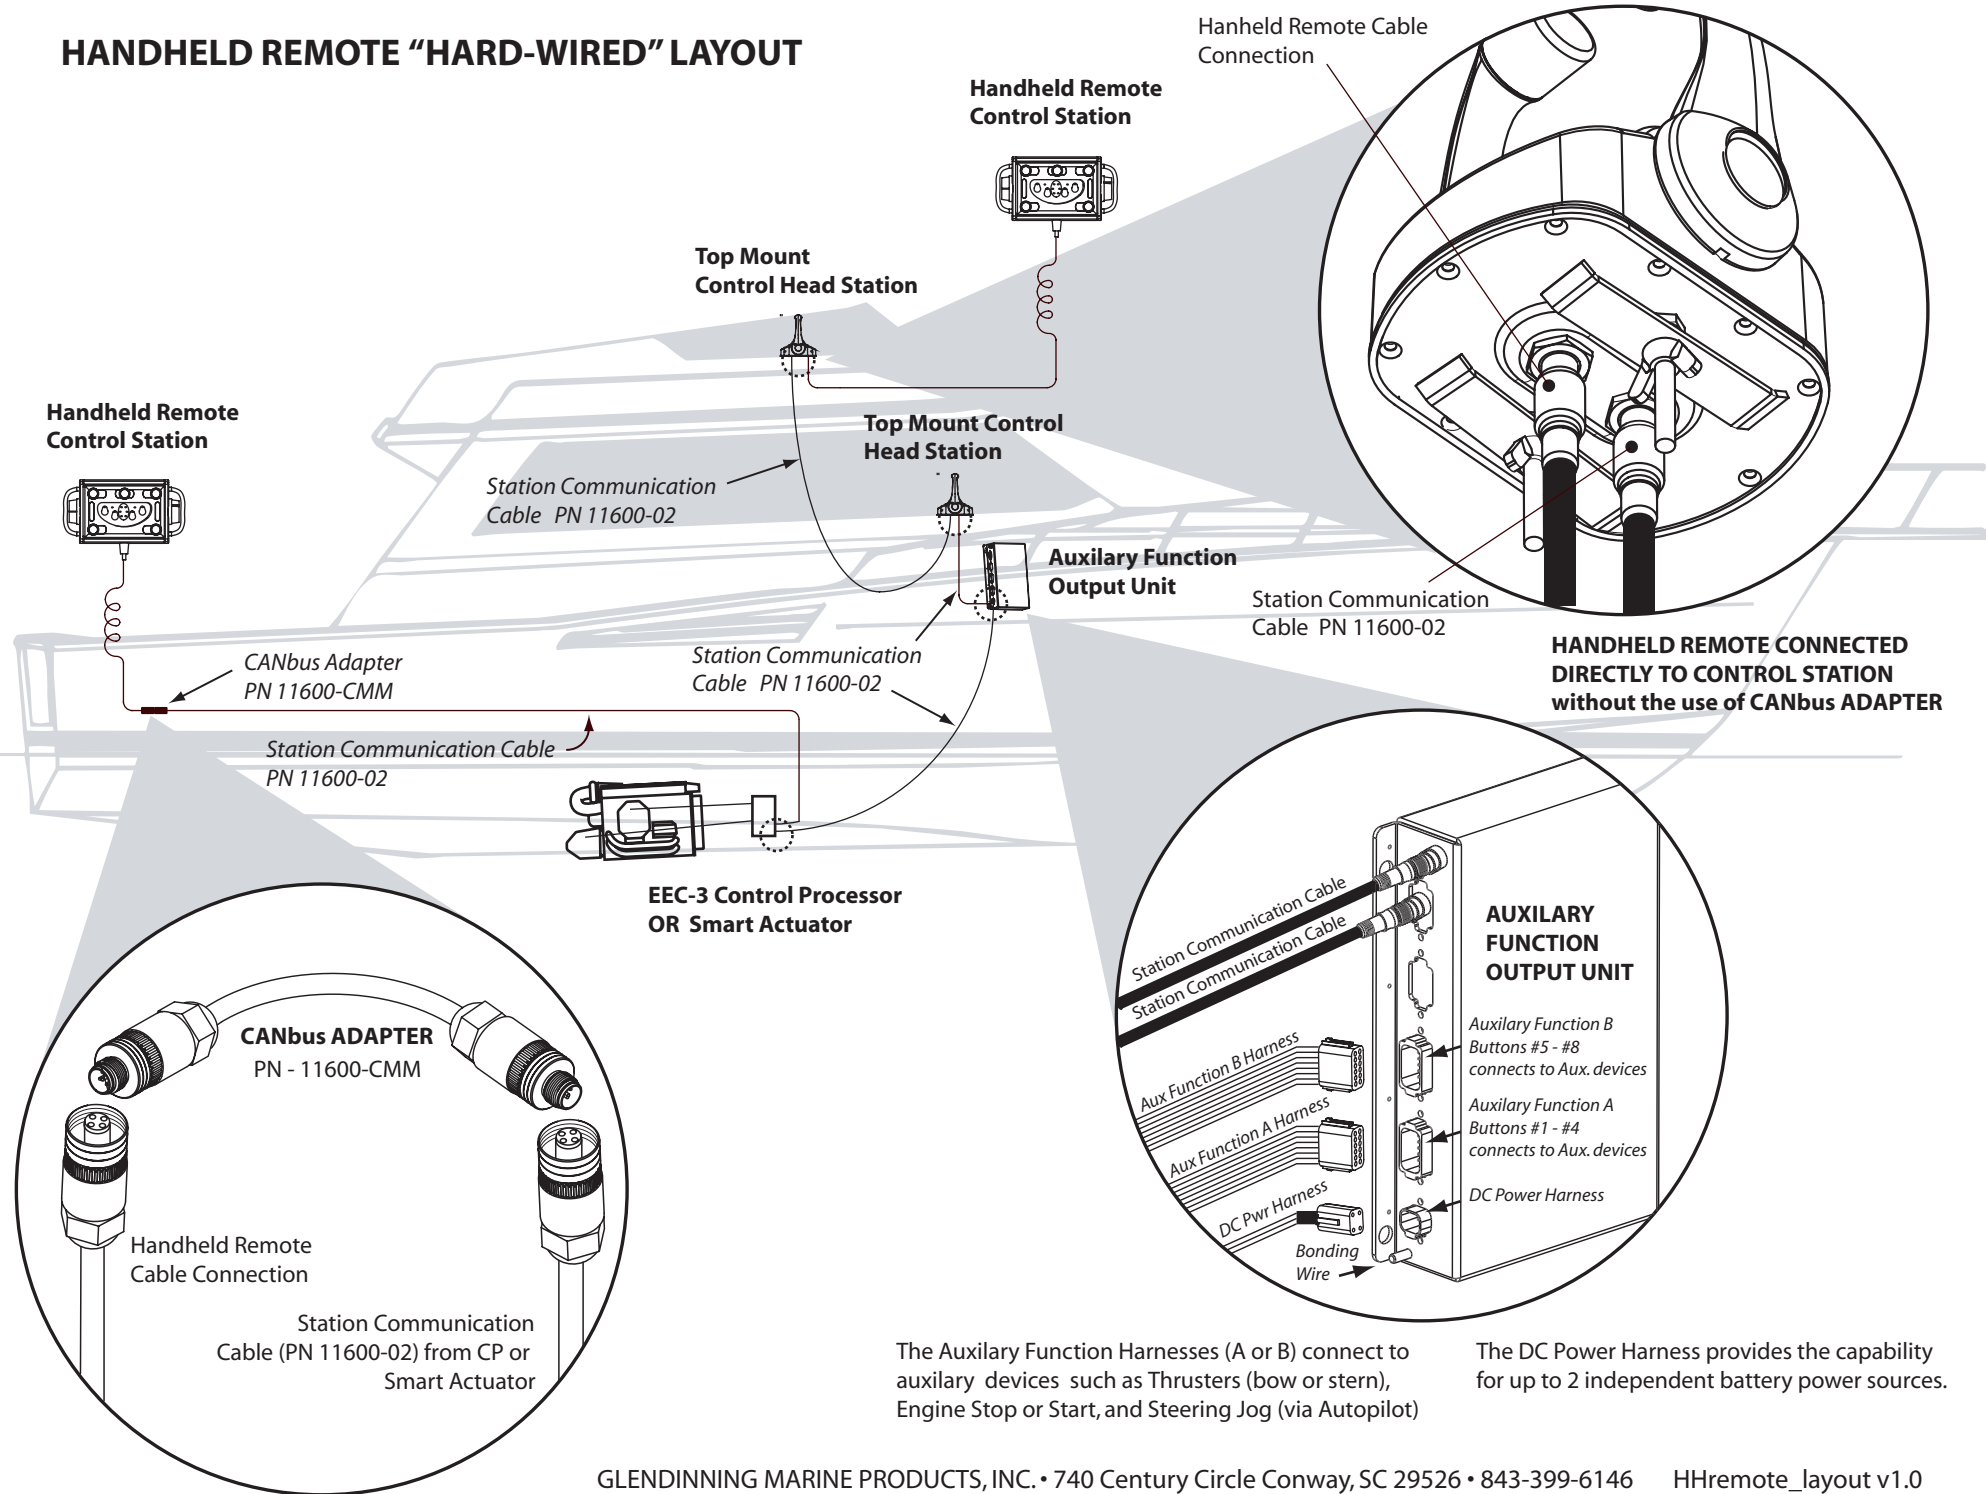 HANDHELD REMOTE “HARD-WIRED” LAYOUT
Hanheld Remote Cable
Connection
Handheld Remote
Control Station
Top Mount
Control Head Station
Handheld Remote
Control Station
Top Mount Control
Head Station
Station Communication
Cable PN 11600-02
Auxilary Function
Output Unit
Station Communication
Cable PN 11600-02
HANDHELD REMOTE CONNECTED
DIRECTLY TO CONTROL STATION
without the use of CANbus ADAPTER
CANbus Adapter
PN 11600-CMM
Station Communication
Cable PN 11600-02
Station Communication Cable
PN 11600-02
EEC-3 Control Processor
OR Smart Actuator
CANbus ADAPTER
PN - 11600-CMM
Handheld Remote
Cable Connection
Station Communication
Cable (PN 11600-02) from CP or
Smart Actuator
Station Communication Cable
Station Communication Cable
AUXILARY
FUNCTION
OUTPUT UNIT
Aux Function B Harness
Auxilary Function B
Buttons #5 - #8
connects to Aux. devices
Aux Function A Harness
Auxilary Function A
Buttons #1 - #4
connects to Aux. devices
DC Pwr Harness
DC Power Harness
Bonding
Wire
The Auxilary Function Harnesses (A or B) connect to
auxilary devices such as Thrusters (bow or stern),
Engine Stop or Start, and Steering Jog (via Autopilot)
The DC Power Harness provides the capability
for up to 2 independent battery power sources.
GLENDINNING MARINE PRODUCTS, INC. • 740 Century Circle Conway, SC 29526 • 843-399-6146 HHremote_layout v1.0